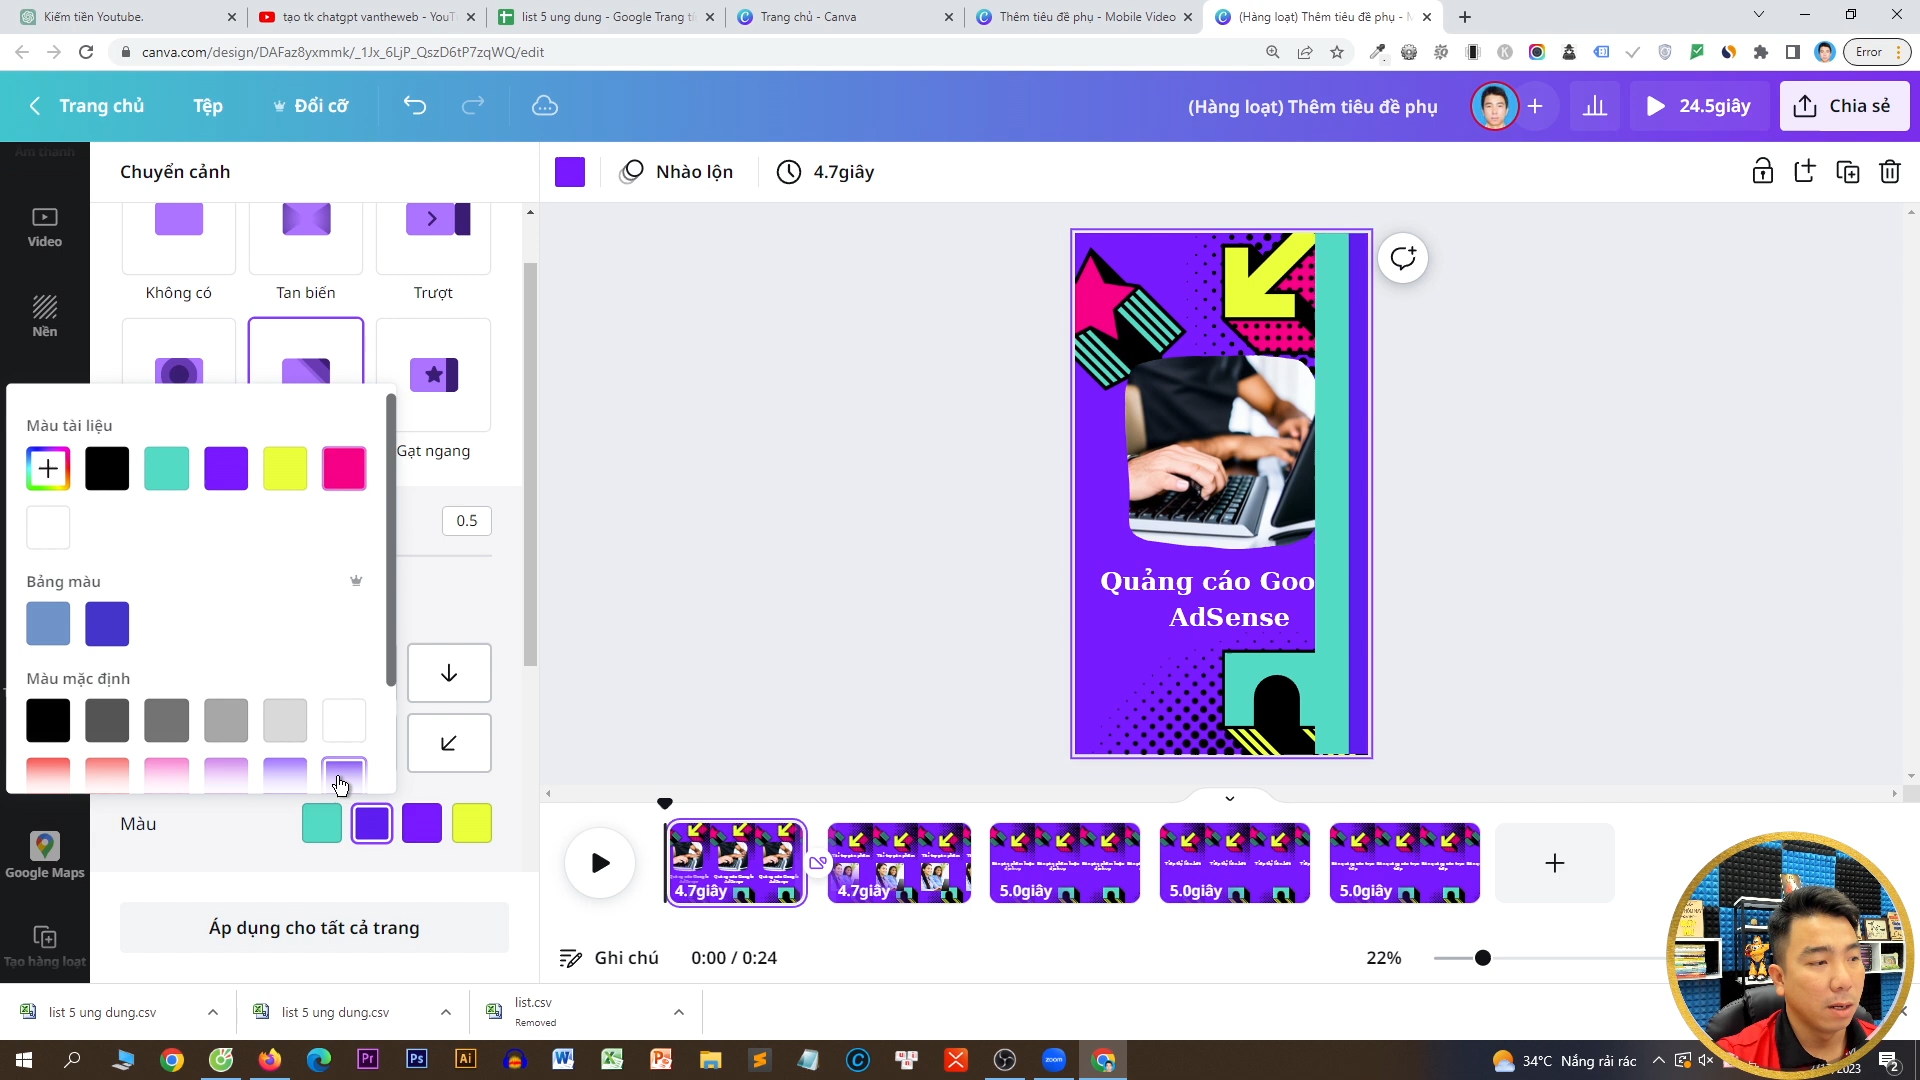 Kiếm tiền Youtube.
tạo tk chatgpt vantheweb - YouT
list 5 ung dung - Google Trang tí
Trang chủ - Canva
Thêm tiêu đề phụ - Mobile Video
(Hàng loạt) Thêm tiêu đề phụ - M
canva.com/design/DAFaz8yxmmk/_1Jx_6LjP_QszD6tP7zqWQ/edit
Error
Trang chủ
Tệp
Đổi cỡ
(Hàng loạt) Thêm tiêu đề phụ
24.5giây
Chia sẻ
Âm thanh
Video
Nền
Google Maps
Tạo hàng loạt
Chuyển cảnh
Nhào lộn
4.7giây
Không có
Tan biến
Trượt
Gạt ngang
Màu tài liệu
0.5
Bảng màu
Màu mặc định
Màu
Áp dụng cho tất cả trang
Quảng cáo Goo
AdSense
4.7giây
4.7giây
5.0giây
5.0giây
5.0giây
Ghi chú
0:00 / 0:24
22%
list 5 ung dung.csv
list 5 ung dung.csv
list.csv
Removed
34°C Nắng rải rác